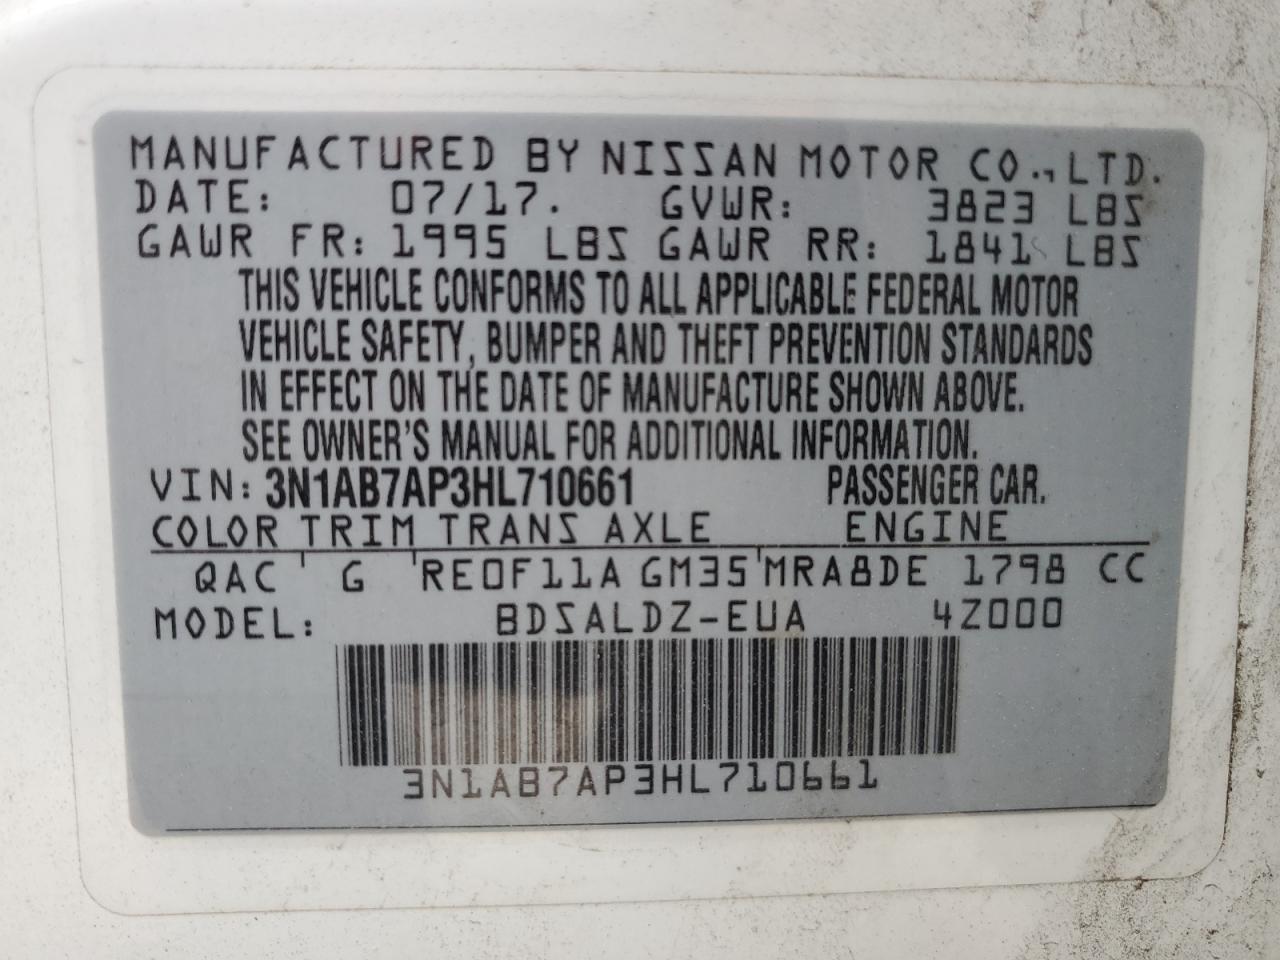 MANUFACTURED BY NISSAN MOTOR CO., LTD.
DATE: 07/17. GVWR: 3823 LBS
GAWR FR: 1995 LBS GAWR RR: 1841 LBS
THIS VEHICLE CONFORMS TO ALL APPLICABLE FEDERAL MOTOR
VEHICLE SAFETY, BUMPER AND THEFT PREVENTION STANDARDS
IN EFFECT ON THE DATE OF MANUFACTURE SHOWN ABOVE.
SEE OWNER'S MANUAL FOR ADDITIONAL INFORMATION.
VIN: 3N1AB7AP3HL710661 PASSENGER CAR.
COLOR TRIM TRANS AXLE ENGINE
QAC G RE0F11A GM35 MRA8DE 1798 CC
MODEL: BDSALDZ-EUA 4Z000
3N1AB7AP3HL710661